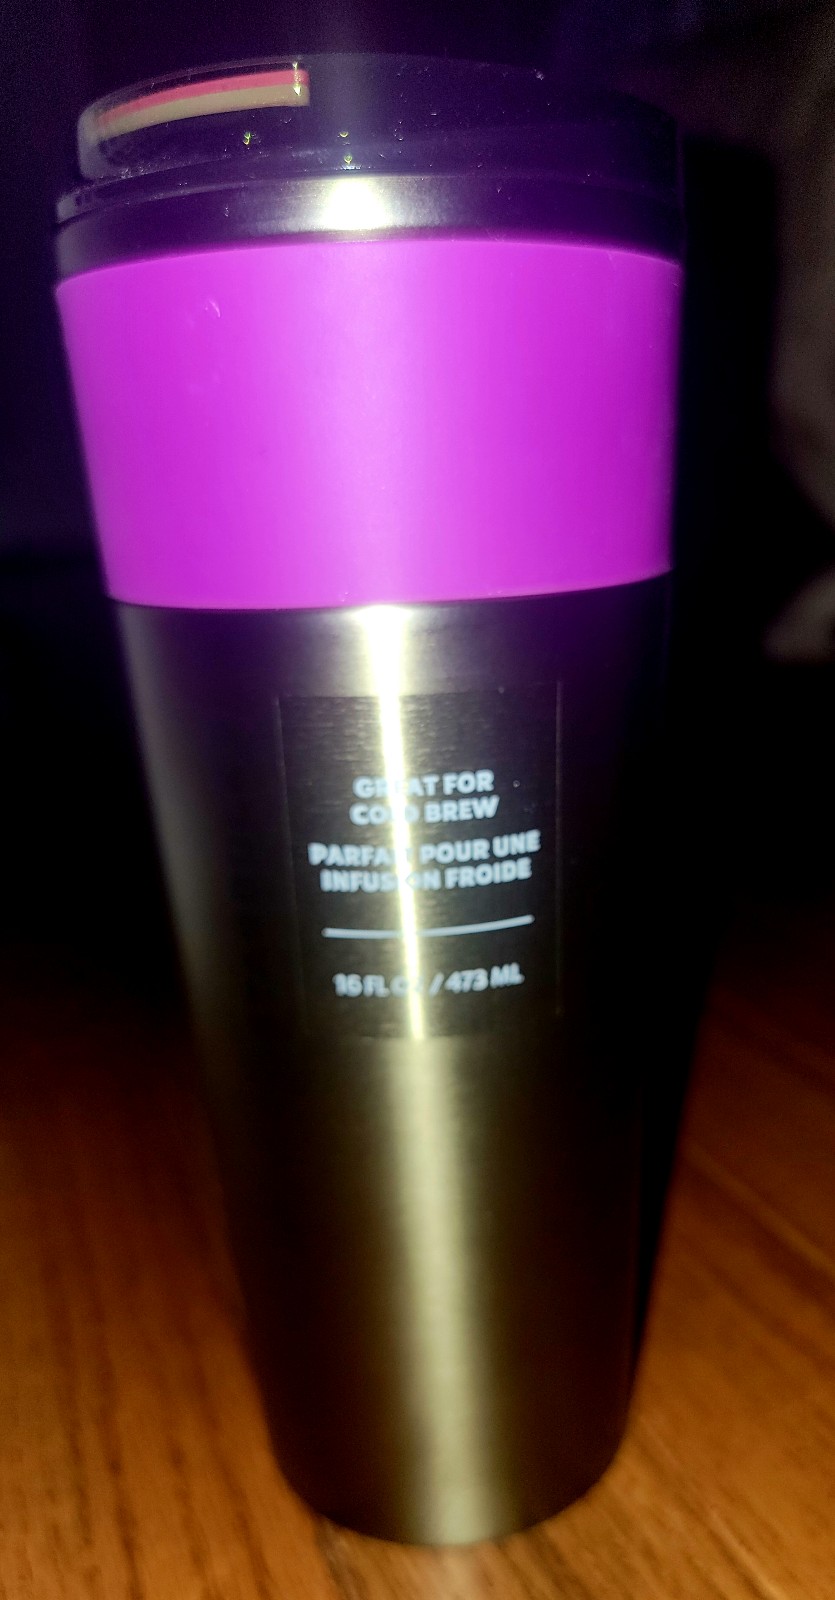 GREAT FOR
COLD BREW
PARFAIT POUR UNE
INFUSION FROIDE
16 FL OZ / 473 ML